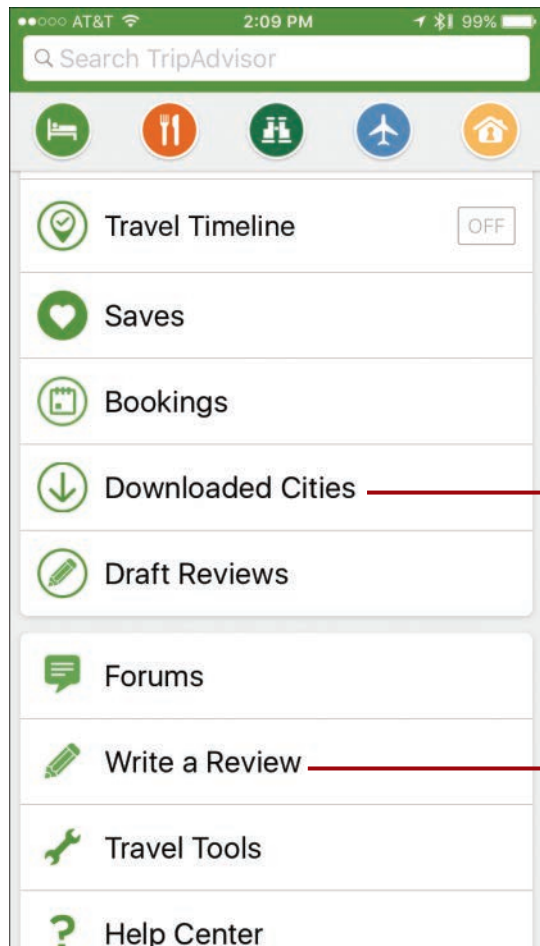 AT&T 2:09 PM 99%
Search TripAdvisor
Travel Timeline OFF
Saves
Bookings
Downloaded Cities
Draft Reviews
Forums
Write a Review
Travel Tools
? Help Center